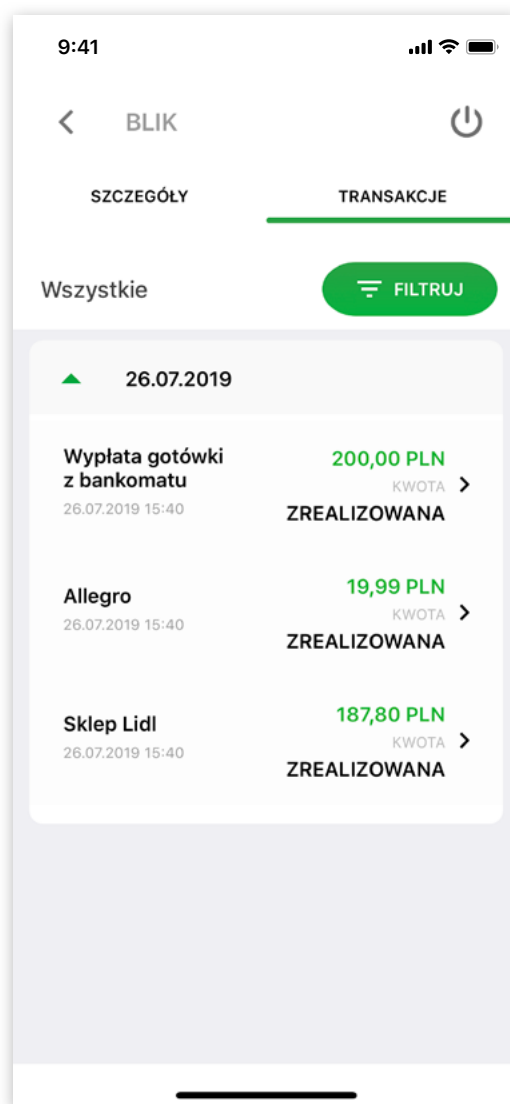 9:41
BLIK
SZCZEGÓŁY TRANSAKCJE
Wszystkie FILTRUJ
26.07.2019
Wypłata gotówki
z bankomatu
26.07.2019 15:40
200,00 PLN
KWOTA
ZREALIZOWANA
Allegro
26.07.2019 15:40
19,99 PLN
KWOTA
ZREALIZOWANA
Sklep Lidl
26.07.2019 15:40
187,80 PLN
KWOTA
ZREALIZOWANA